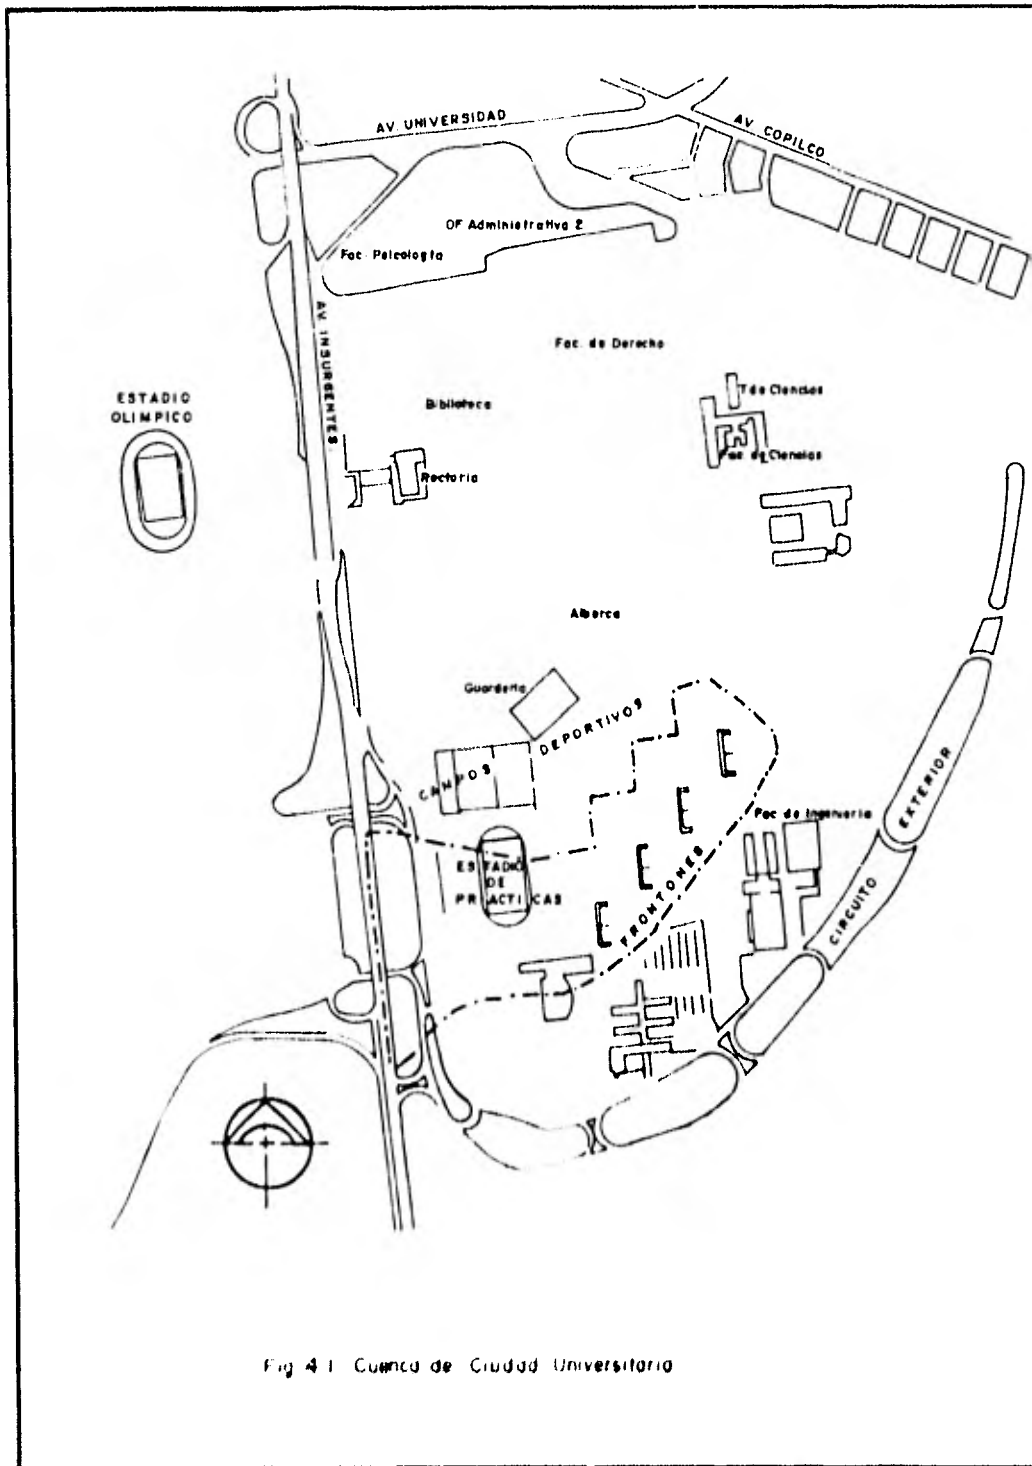 AV. UNIVERSIDAD
AV. COPILCO
OF Administrativa 2
Fac. Psicología
AV. INSURGENTES
Fac. de Derecho
ESTADIO
OLIMPICO
Biblioteca
T de Ciencias
Fac. de Ciencias
Rectoría
Alberca
Guardería
CAMPOS DEPORTIVOS
Fac. de Ingeniería
EXTERIOR
CIRCUITO
ESTADIO
DE
PRACTICAS
FRONTONES
Fig 4.1 Cuenca de Ciudad Universitaria